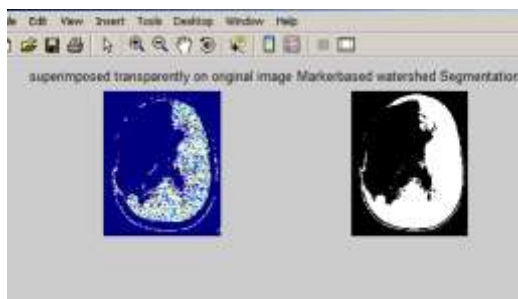 Edit View Insert Tools Desktop Window Help
superimposed transparently on original image Markerbased watershed Segmentation